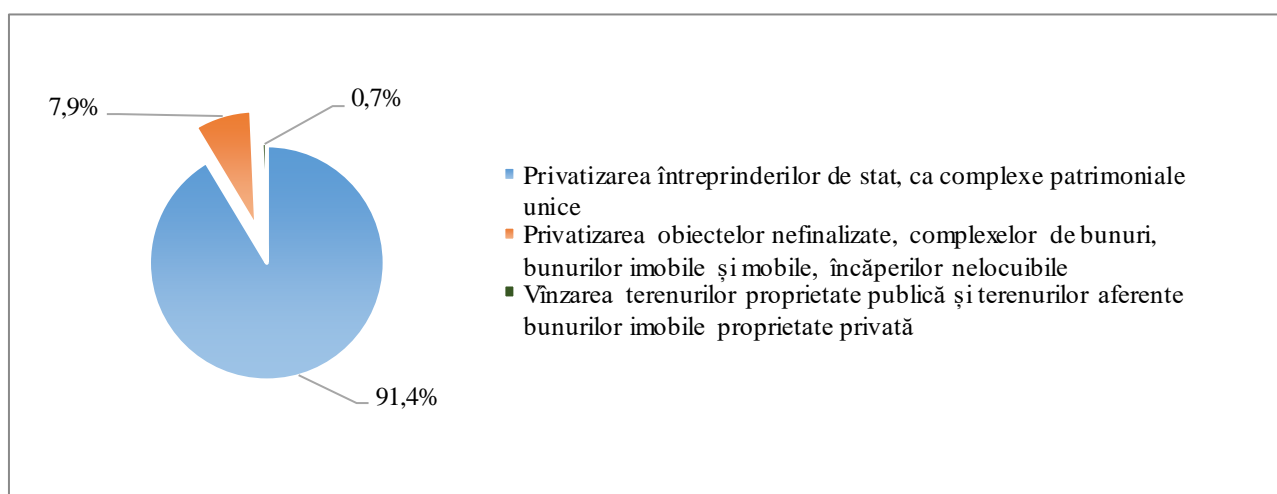 7,9%
0,7%
91,4%
Privatizarea întreprinderilor de stat, ca complexe patrimoniale
unice
Privatizarea obiectelor nefinalizate, complexelor de bunuri,
bunurilor imobile și mobile, încăperilor nelocuibile
Vînzarea terenurilor proprietate publică și terenurilor aferente
bunurilor imobile proprietate privată